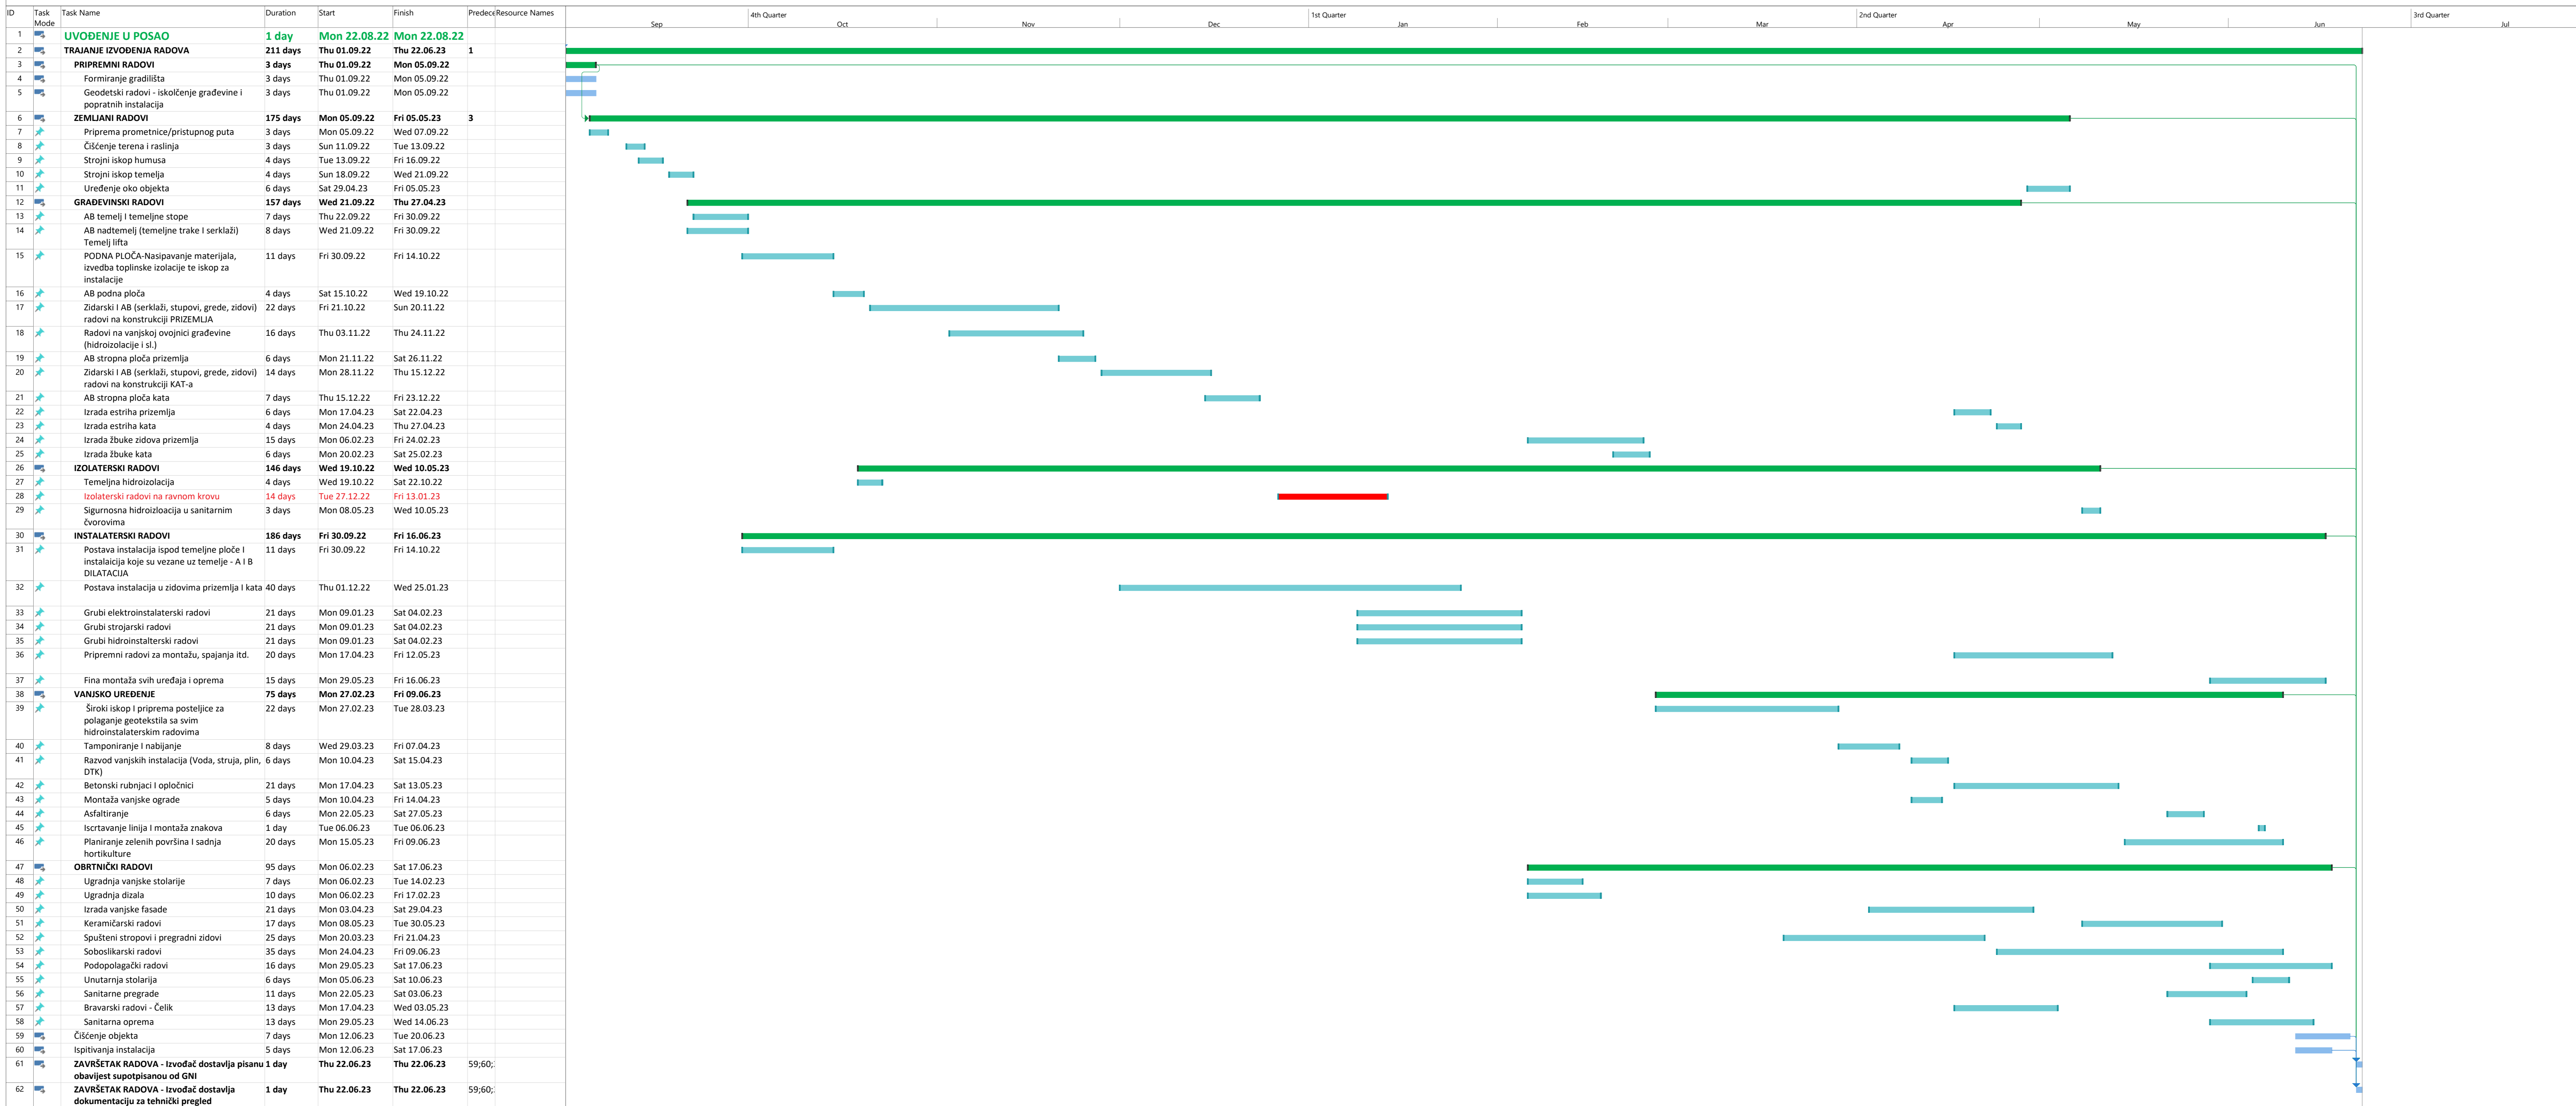 ID Task Mode Task Name Duration Start Finish Predece Resource Names
4th Quarter 1st Quarter 2nd Quarter 3rd Quarter
Sep Oct Nov Dec Jan Feb Mar Apr May Jun Jul
1 UVOĐENJE U POSAO 1 day Mon 22.08.22 Mon 22.08.22
2 TRAJANJE IZVOĐENJA RADOVA 211 days Thu 01.09.22 Thu 22.06.23 1
3 PRIPREMNI RADOVI 3 days Thu 01.09.22 Mon 05.09.22
4 Formiranje gradilišta 3 days Thu 01.09.22 Mon 05.09.22
5 Geodetski radovi - iskolčenje građevine i 3 days Thu 01.09.22 Mon 05.09.22
popratnih instalacija
6 ZEMLJANI RADOVI 175 days Mon 05.09.22 Fri 05.05.23 3
7 Priprema prometnice/pristupnog puta 3 days Mon 05.09.22 Wed 07.09.22
8 Čišćenje terena i raslinja 3 days Sun 11.09.22 Tue 13.09.22
9 Strojni iskop humusa 4 days Tue 13.09.22 Fri 16.09.22
10 Strojni iskop temelja 4 days Sun 18.09.22 Wed 21.09.22
11 Uređenje oko objekta 6 days Sat 29.04.23 Fri 05.05.23
12 GRAĐEVINSKI RADOVI 157 days Wed 21.09.22 Thu 27.04.23
13 AB temelj I temeljne stope 7 days Thu 22.09.22 Fri 30.09.22
14 AB nadtemelj (temeljne trake I serklaži) 8 days Wed 21.09.22 Fri 30.09.22
Temelj lifta
15 PODNA PLOČA-Nasipavanje materijala, 11 days Fri 30.09.22 Fri 14.10.22
izvedba toplinske izolacije te iskop za
instalacije
16 AB podna ploča 4 days Sat 15.10.22 Wed 19.10.22
17 Zidarski I AB (serklaži, stupovi, grede, zidovi) 22 days Fri 21.10.22 Sun 20.11.22
radovi na konstrukciji PRIZEMLJA
18 Radovi na vanjskoj ovojnici građevine 16 days Thu 03.11.22 Thu 24.11.22
(hidroizolacije i sl.)
19 AB stropna ploča prizemlja 6 days Mon 21.11.22 Sat 26.11.22
20 Zidarski I AB (serklaži, stupovi, grede, zidovi) 14 days Mon 28.11.22 Thu 15.12.22
radovi na konstrukciji KAT-a
21 AB stropna ploča kata 7 days Thu 15.12.22 Fri 23.12.22
22 Izrada estriha prizemlja 6 days Mon 17.04.23 Sat 22.04.23
23 Izrada estriha kata 4 days Mon 24.04.23 Thu 27.04.23
24 Izrada žbuke zidova prizemlja 15 days Mon 06.02.23 Fri 24.02.23
25 Izrada žbuke kata 6 days Mon 20.02.23 Sat 25.02.23
26 IZOLATERSKI RADOVI 146 days Wed 19.10.22 Wed 10.05.23
27 Temeljna hidroizolacija 4 days Wed 19.10.22 Sat 22.10.22
28 Izolaterski radovi na ravnom krovu 14 days Tue 27.12.22 Fri 13.01.23
29 Sigurnosna hidroizloacija u sanitarnim 3 days Mon 08.05.23 Wed 10.05.23
čvorovima
30 INSTALATERSKI RADOVI 186 days Fri 30.09.22 Fri 16.06.23
31 Postava instalacija ispod temeljne ploče I 11 days Fri 30.09.22 Fri 14.10.22
instalaicija koje su vezane uz temelje - A I B
DILATACIJA
32 Postava instalacija u zidovima prizemlja I kata 40 days Thu 01.12.22 Wed 25.01.23
33 Grubi elektroinstalaterski radovi 21 days Mon 09.01.23 Sat 04.02.23
34 Grubi strojarski radovi 21 days Mon 09.01.23 Sat 04.02.23
35 Grubi hidroinstalterski radovi 21 days Mon 09.01.23 Sat 04.02.23
36 Pripremni radovi za montažu, spajanja itd. 20 days Mon 17.04.23 Fri 12.05.23
37 Fina montaža svih uređaja i oprema 15 days Mon 29.05.23 Fri 16.06.23
38 VANJSKO UREĐENJE 75 days Mon 27.02.23 Fri 09.06.23
39 Široki iskop I priprema posteljice za 22 days Mon 27.02.23 Tue 28.03.23
polaganje geotekstila sa svim
hidroinstalaterskim radovima
40 Tamponiranje I nabijanje 8 days Wed 29.03.23 Fri 07.04.23
41 Razvod vanjskih instalacija (Voda, struja, plin, 6 days Mon 10.04.23 Sat 15.04.23
DTK)
42 Betonski rubnjaci I opločnici 21 days Mon 17.04.23 Sat 13.05.23
43 Montaža vanjske ograde 5 days Mon 10.04.23 Fri 14.04.23
44 Asfaltiranje 6 days Mon 22.05.23 Sat 27.05.23
45 Iscrtavanje linija I montaža znakova 1 day Tue 06.06.23 Tue 06.06.23
46 Planiranje zelenih površina I sadnja 20 days Mon 15.05.23 Fri 09.06.23
hortikulture
47 OBRTNIČKI RADOVI 95 days Mon 06.02.23 Sat 17.06.23
48 Ugradnja vanjske stolarije 7 days Mon 06.02.23 Tue 14.02.23
49 Ugradnja dizala 10 days Mon 06.02.23 Fri 17.02.23
50 Izrada vanjske fasade 21 days Mon 03.04.23 Sat 29.04.23
51 Keramičarski radovi 17 days Mon 08.05.23 Tue 30.05.23
52 Spušteni stropovi i pregradni zidovi 25 days Mon 20.03.23 Fri 21.04.23
53 Soboslikarski radovi 35 days Mon 24.04.23 Fri 09.06.23
54 Podopolagački radovi 16 days Mon 29.05.23 Sat 17.06.23
55 Unutarnja stolarija 6 days Mon 05.06.23 Sat 10.06.23
56 Sanitarne pregrade 11 days Mon 22.05.23 Sat 03.06.23
57 Bravarski radovi - Čelik 13 days Mon 17.04.23 Wed 03.05.23
58 Sanitarna oprema 13 days Mon 29.05.23 Wed 14.06.23
59 Čišćenje objekta 7 days Mon 12.06.23 Tue 20.06.23
60 Ispitivanja instalacija 5 days Mon 12.06.23 Sat 17.06.23
61 ZAVRŠETAK RADOVA - Izvođač dostavlja pisanu 1 day Thu 22.06.23 Thu 22.06.23 59;60;
obavijest supotpisanou od GNI
62 ZAVRŠETAK RADOVA - Izvođač dostavlja 1 day Thu 22.06.23 Thu 22.06.23 59;60;
dokumentaciju za tehnički pregled